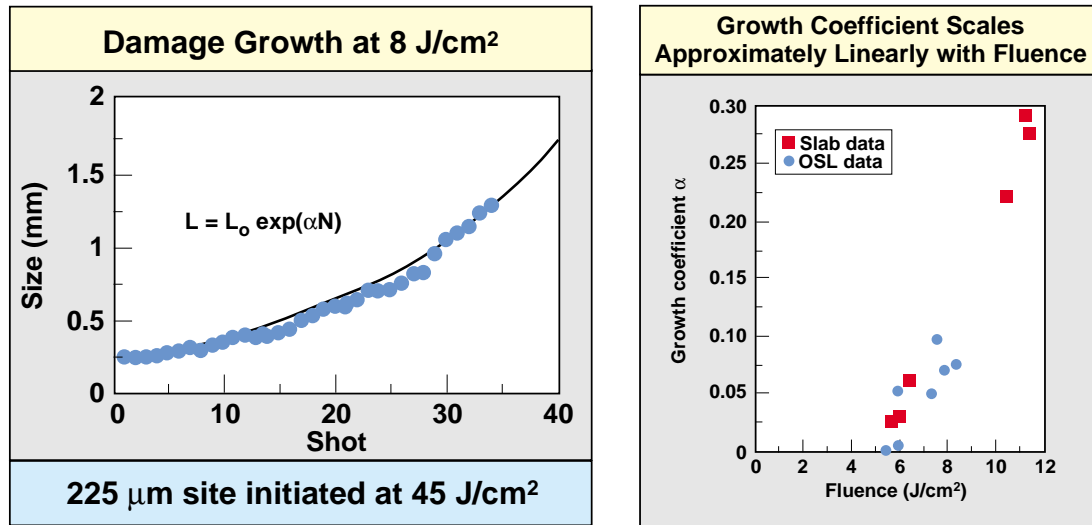 Damage Growth at 8 J/cm²
2
1.5
1
0.5
0
Size (mm)
L = Lₒ exp(αN)
0 10 20 30 40
Shot
225 μm site initiated at 45 J/cm²
Growth Coefficient Scales
Approximately Linearly with Fluence
0.30
0.25
0.20
0.15
0.10
0.05
0
Growth coefficient α
Slab data
OSL data
0 2 4 6 8 10 12
Fluence (J/cm²)